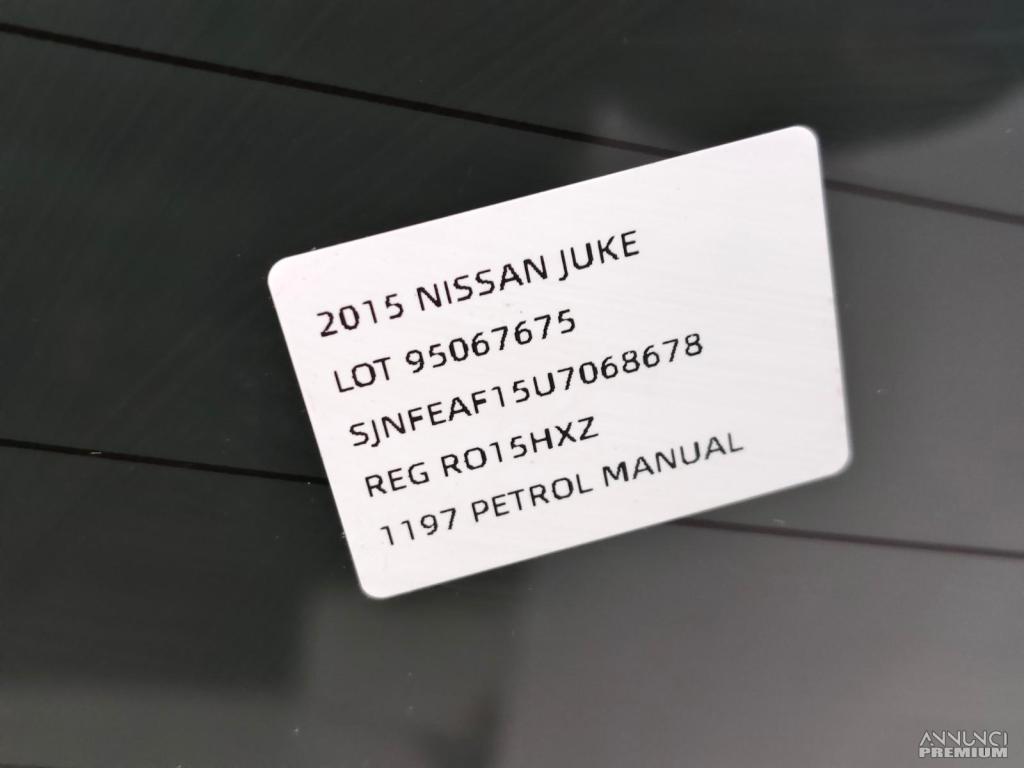 2015 NISSAN JUKE
LOT 95067675
SJNFEAF15U7068678
REG RO15HXZ
1197 PETROL MANUAL
ANNUNCI
PREMIUM